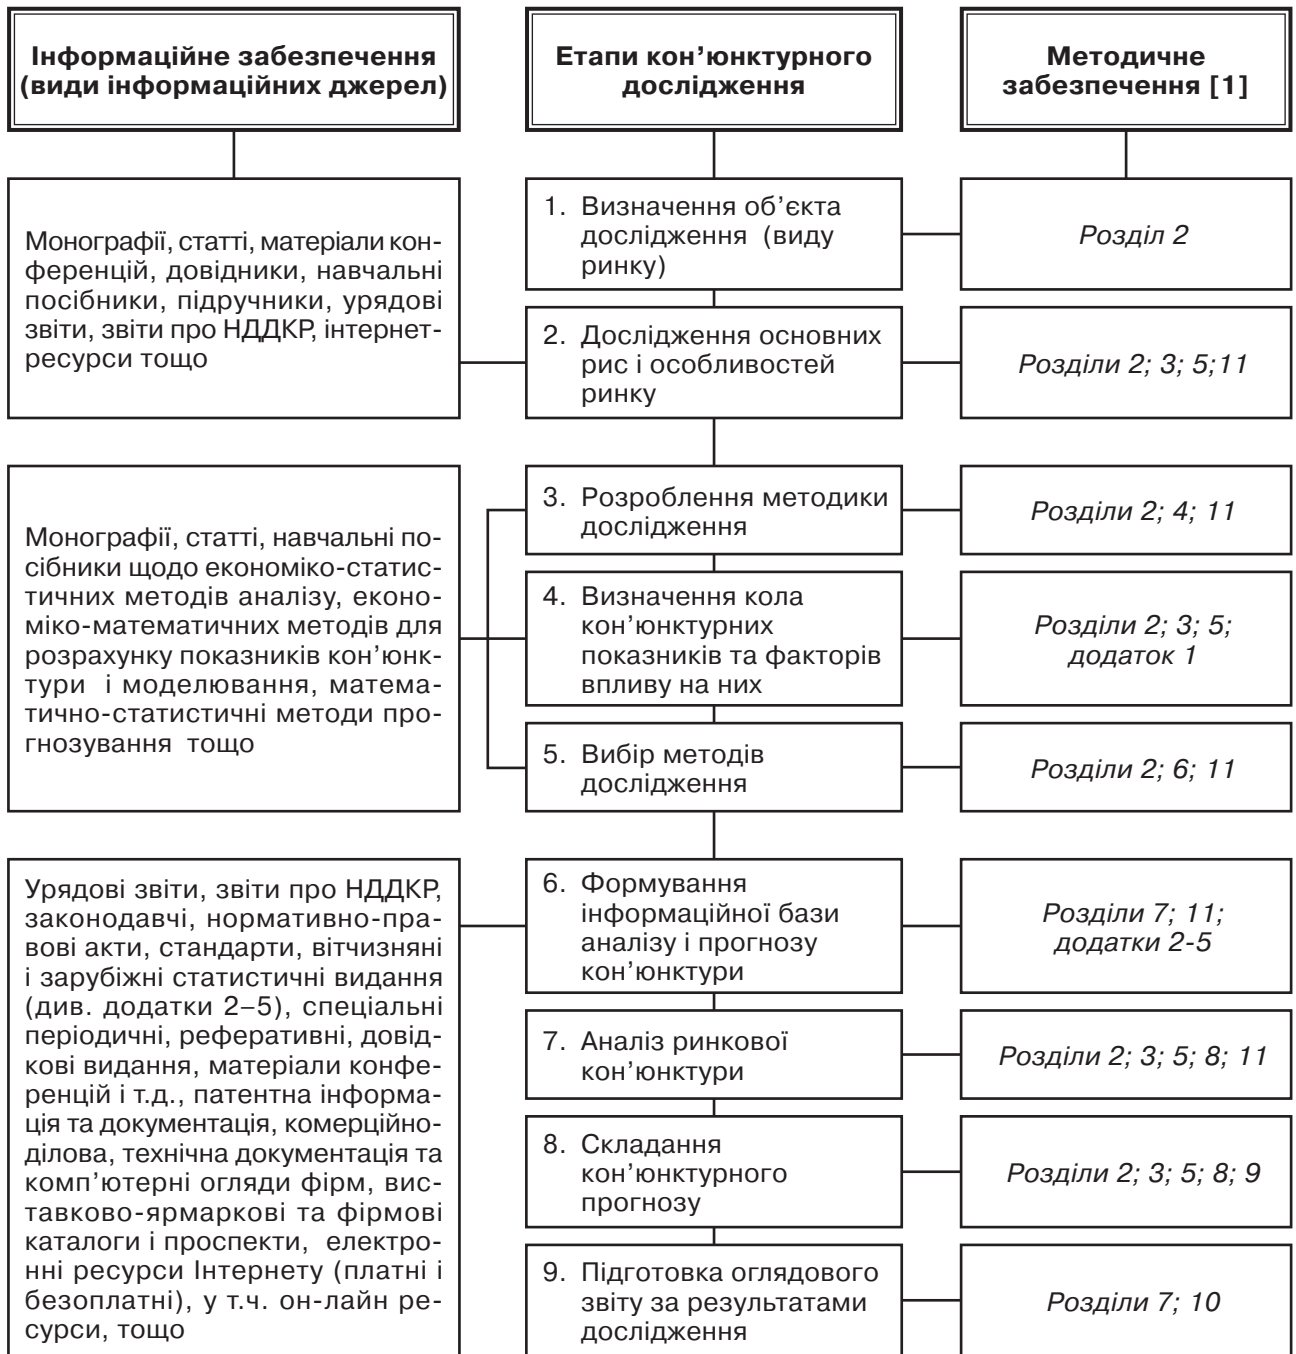 Інформаційне забезпечення
(види інформаційних джерел)
Етапи кон’юнктурного
дослідження
Методичне
забезпечення [1]
Монографії, статті, матеріали кон-
ференцій, довідники, навчальні
посібники, підручники, урядові
звіти, звіти про НДДКР, інтернет-
ресурси тощо
1. Визначення об’єкта
дослідження (виду
ринку)
Розділ 2
2. Дослідження основних
рис і особливостей
ринку
Розділи 2; 3; 5;11
Монографії, статті, навчальні по-
сібники щодо економіко-статис-
тичних методів аналізу, еконо-
міко-математичних методів для
розрахунку показників кон’юнк-
тури і моделювання, матема-
тично-статистичні методи про-
гнозування тощо
3. Розроблення методики
дослідження
Розділи 2; 4; 11
4. Визначення кола
кон’юнктурних
показників та факторів
впливу на них
Розділи 2; 3; 5;
додаток 1
5. Вибір методів
дослідження
Розділи 2; 6; 11
Урядові звіти, звіти про НДДКР,
законодавчі, нормативно-пра-
вові акти, стандарти, вітчизняні
і зарубіжні статистичні видання
(див. додатки 2–5), спеціальні
періодичні, реферативні, довід-
кові видання, матеріали конфе-
ренцій і т.д., патентна інформа-
ція та документація, комерційно-
ділова, технічна документація та
комп’ютерні огляди фірм, вис-
тавково-ярмаркові та фірмові
каталоги і проспекти, електро-
нні ресурси Інтернету (платні і
безоплатні), у т.ч. он-лайн ре-
сурси, тощо
6. Формування
інформаційної бази
аналізу і прогнозу
кон’юнктури
Розділи 7; 11;
додатки 2-5
7. Аналіз ринкової
кон’юнктури
Розділи 2; 3; 5; 8; 11
8. Складання
кон’юнктурного
прогнозу
Розділи 2; 3; 5; 8; 9
9. Підготовка оглядового
звіту за результатами
дослідження
Розділи 7; 10